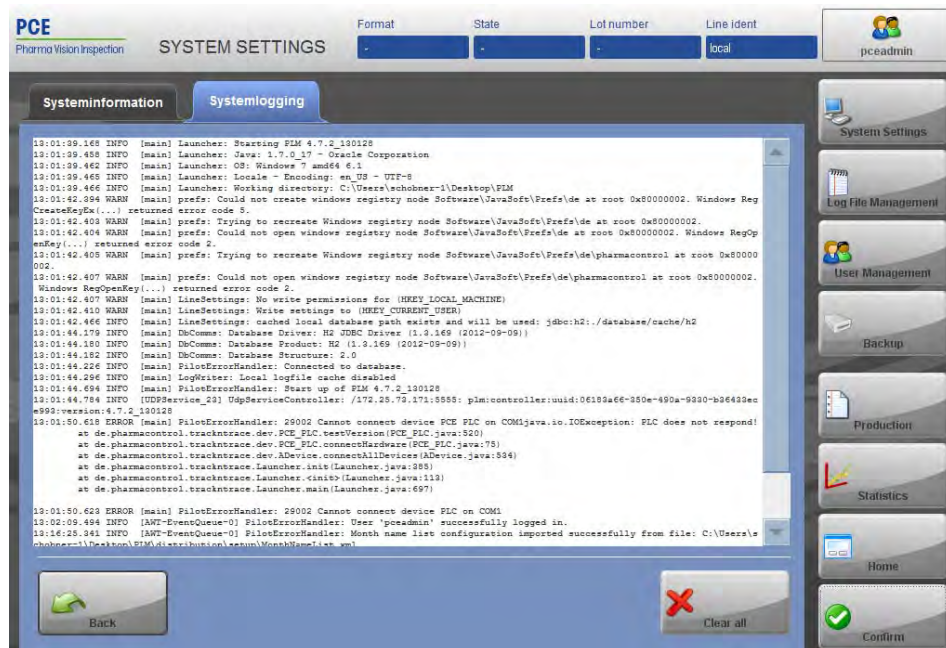 PCE
Pharma Vision Inspection
SYSTEM SETTINGS
Format
State
Lot number
Line ident
-
-
-
local
pceadmin
Systeminformation
Systemlogging
13:01:39.168 INFO [main] Launcher: Starting PLM 4.7.2_130128
13:01:39.458 INFO [main] Launcher: Java: 1.7.0_17 - Oracle Corporation
13:01:39.462 INFO [main] Launcher: OS: Windows 7 amd64 6.1
13:01:39.465 INFO [main] Launcher: Locale - Encoding: en_US - UTF-8
13:01:39.466 INFO [main] Launcher: Working directory: C:\Users\schobner-1\Desktop\PLM
13:01:42.394 WARN [main] prefs: Could not create windows registry node Software\JavaSoft\Prefs\de at root 0x80000002. Windows Reg
CreateKeyEx(...) returned error code 5.
13:01:42.403 WARN [main] prefs: Trying to recreate Windows registry node Software\JavaSoft\Prefs\de at root 0x80000002.
13:01:42.404 WARN [main] prefs: Could not open windows registry node Software\JavaSoft\Prefs\de at root 0x80000002. Windows RegOp
enKey(...) returned error code 2.
13:01:42.405 WARN [main] prefs: Trying to recreate Windows registry node Software\JavaSoft\Prefs\de\pharmacontrol at root 0x80000
002.
13:01:42.407 WARN [main] prefs: Could not open windows registry node Software\JavaSoft\Prefs\de\pharmacontrol at root 0x80000002.
Windows RegOpenKey(...) returned error code 2.
13:01:42.407 WARN [main] LineSettings: No write permissions for (HKEY_LOCAL_MACHINE)
13:01:42.410 WARN [main] LineSettings: Write settings to (HKEY_CURRENT_USER)
13:01:42.466 INFO [main] LineSettings: cached local database path exists and will be used: jdbc:h2:./database/cache/h2
13:01:44.179 INFO [main] DbComms: Database Driver: H2 JDBC Driver (1.3.169 (2012-09-09))
13:01:44.180 INFO [main] DbComms: Database Product: H2 (1.3.169 (2012-09-09))
13:01:44.182 INFO [main] DbComms: Database Structure: 2.0
13:01:44.226 INFO [main] PilotErrorHandler: Connected to database.
13:01:44.296 INFO [main] LogWriter: Local logfile cache disabled
13:01:44.694 INFO [main] PilotErrorHandler: Start up of PLM 4.7.2_130128
13:01:44.784 INFO [UDPService_23] UdpServiceController: /172.25.73.171:5555: plm:controller:uuid:06183a66-350e-490a-9330-b36433ec
e993:version:4.7.2_130128
13:01:50.618 ERROR [main] PilotErrorHandler: 29002 Cannot connect device PCE PLC on COM1java.io.IOException: PLC does not respond!
at de.pharmacontrol.trackntrace.dev.PCE_PLC.testVersion(PCE_PLC.java:520)
at de.pharmacontrol.trackntrace.dev.PCE_PLC.connectHardware(PCE_PLC.java:75)
at de.pharmacontrol.trackntrace.dev.ADevice.connectAllDevices(ADevice.java:534)
at de.pharmacontrol.trackntrace.Launcher.init(Launcher.java:385)
at de.pharmacontrol.trackntrace.Launcher.<init>(Launcher.java:113)
at de.pharmacontrol.trackntrace.Launcher.main(Launcher.java:697)
13:01:50.623 ERROR [main] PilotErrorHandler: 29002 Cannot connect device PLC on COM1
13:02:09.494 INFO [AWT-EventQueue-0] PilotErrorHandler: User 'pceadmin' successfully logged in.
13:16:25.341 INFO [AWT-EventQueue-0] PilotErrorHandler: Month name list configuration imported successfully from file: C:\Users\s
chobner-1\Desktop\PLM\distribution\setup\MonthNameList.xml
System Settings
Log File Management
User Management
Backup
Production
Statistics
Home
Confirm
Back
Clear all